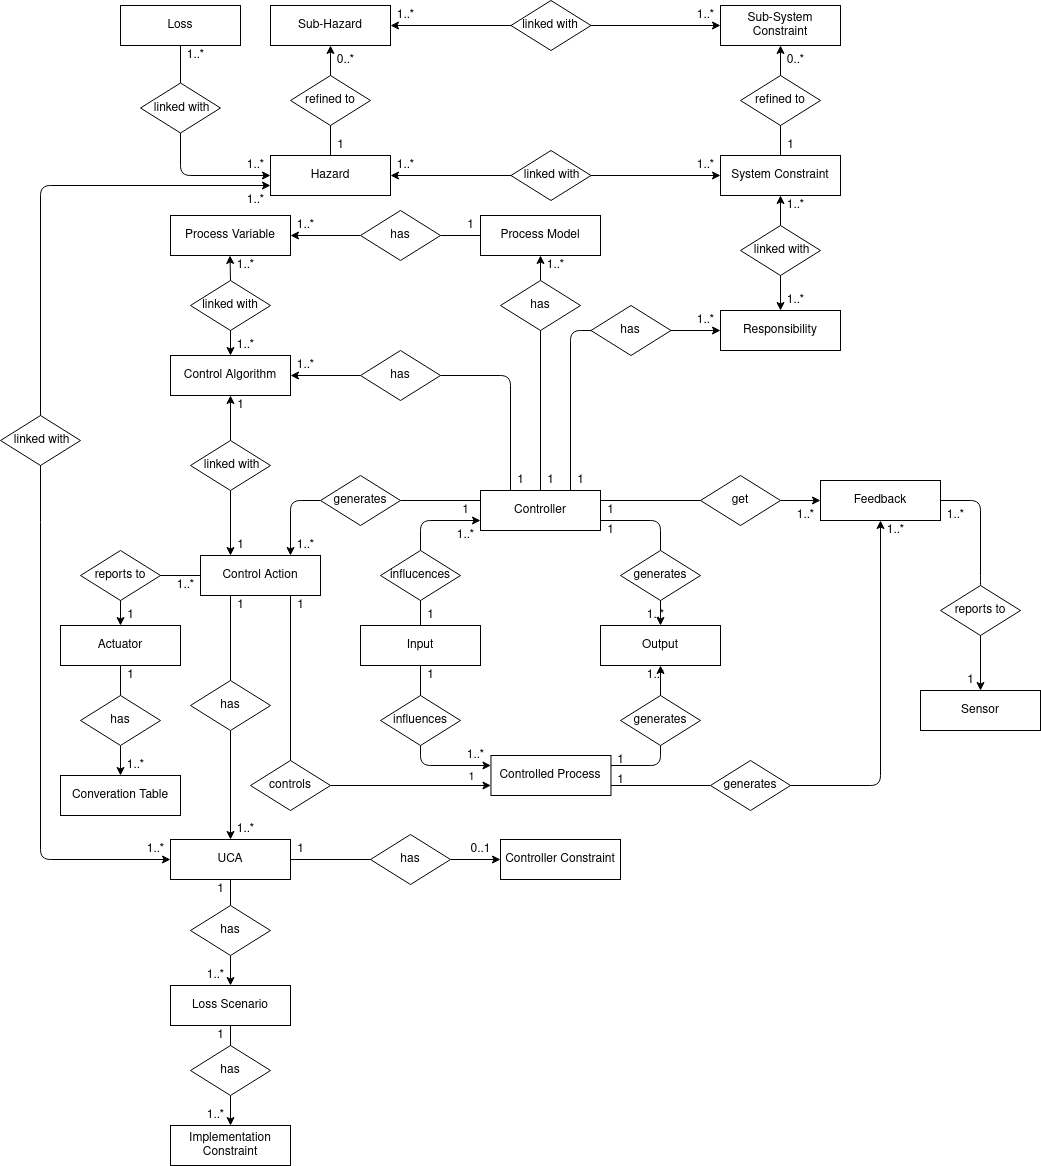 Loss
Sub-Hazard
1..*
linked with
1..*
Sub-System
Constraint
1..*
0..*
0..*
linked with
refined to
refined to
1
1
1..*
Hazard
1..*
linked with
1..*
System Constraint
1..*
1..*
Process Variable
1..*
has
1
Process Model
1..*
1..*
linked with
linked with
has
1..*
1..*
has
1..*
Responsibility
1..*
Control Algorithm
1..*
has
1
linked with
linked with
1
1
1
generates
1
Controller
1
get
1..*
Feedback
1..*
1..*
1
1..*
1
1..*
reports to
1..*
Control Action
influcences
generates
1
1
1
1
1..*
reports to
Actuator
Input
Output
1
1
1..
1
Sensor
has
has
influences
generates
1..*
1..*
1
Controlled Process
controls
1
1
generates
Converation Table
1..*
1..*
UCA
1
has
0..1
Controller Constraint
1
has
1..*
Loss Scenario
1
has
1..*
Implementation
Constraint